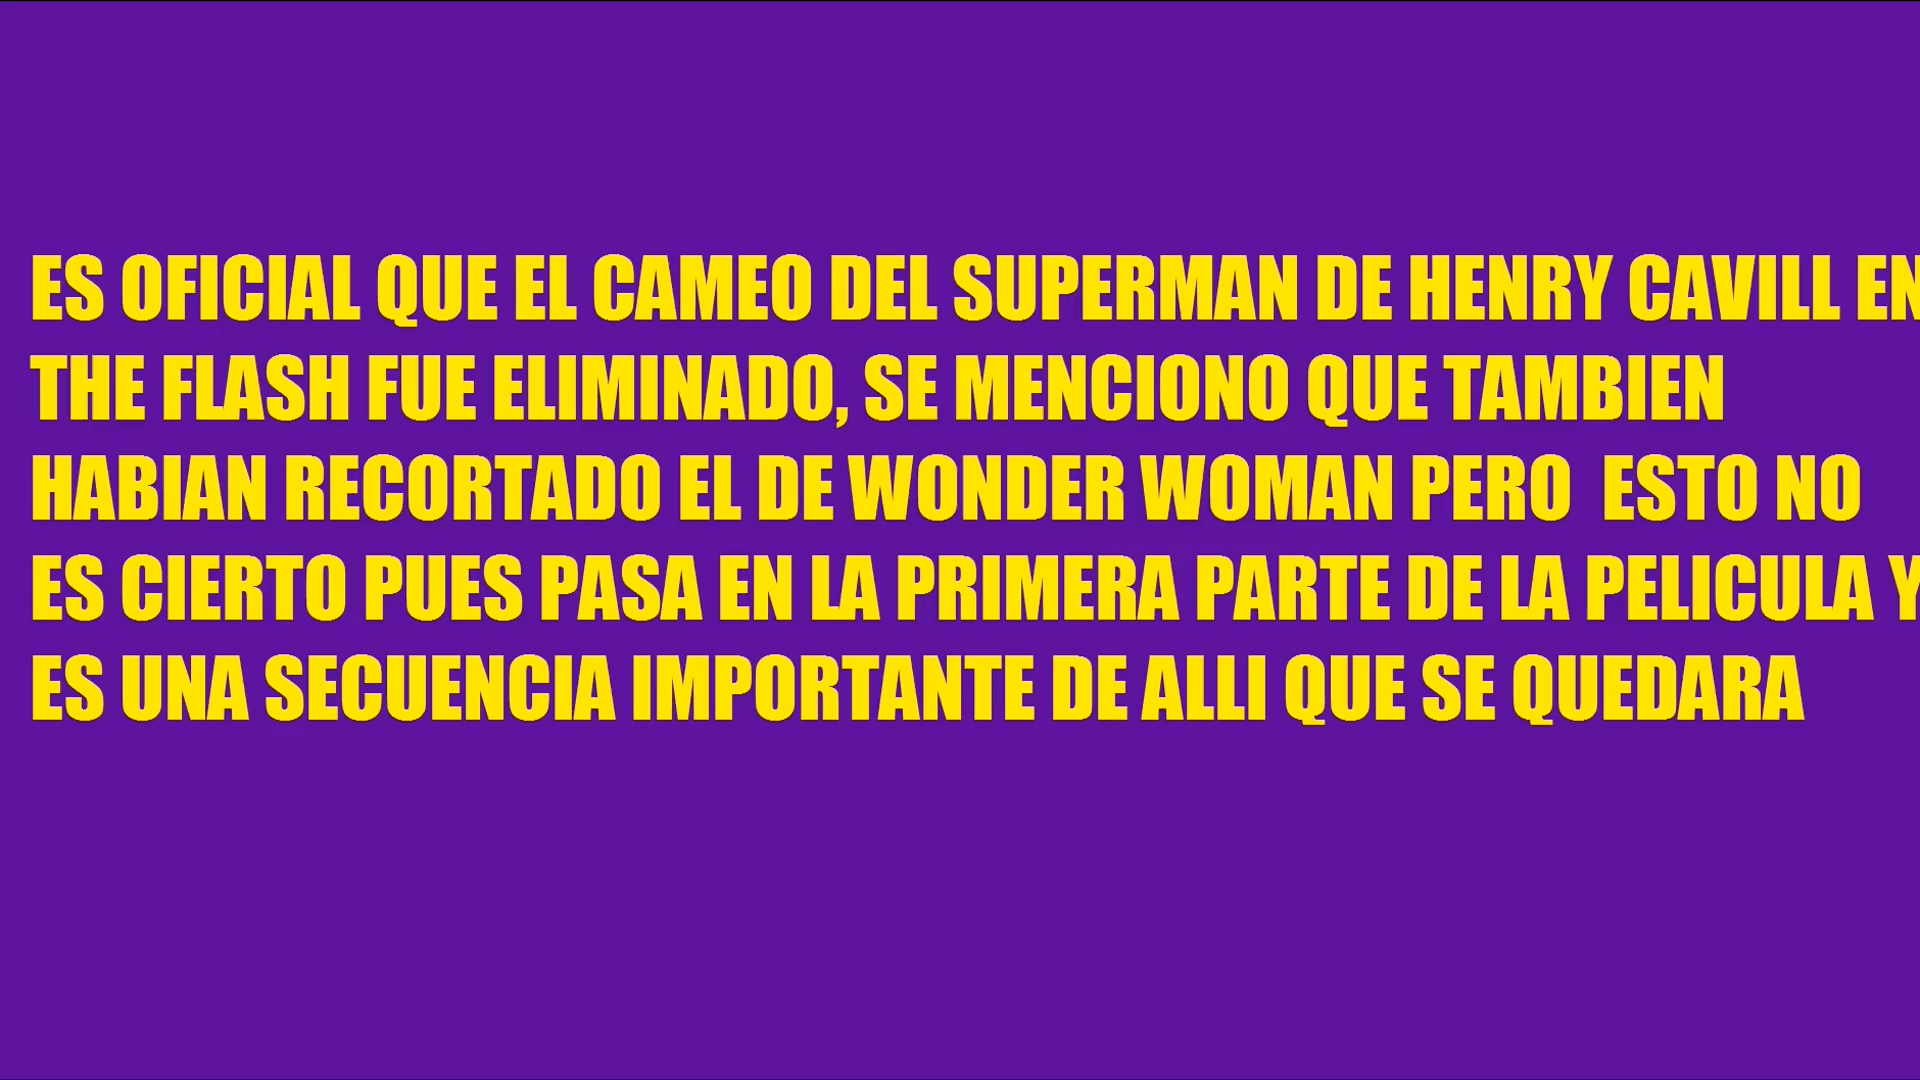 ES OFICIAL QUE EL CAMEO DEL SUPERMAN DE HENRY CAVILL EN
THE FLASH FUE ELIMINADO, SE MENCIONO QUE TAMBIEN
HABIAN RECORTADO EL DE WONDER WOMAN PERO  ESTO NO
ES CIERTO PUES PASA EN LA PRIMERA PARTE DE LA PELICULA Y
ES UNA SECUENCIA IMPORTANTE DE ALLI QUE SE QUEDARA